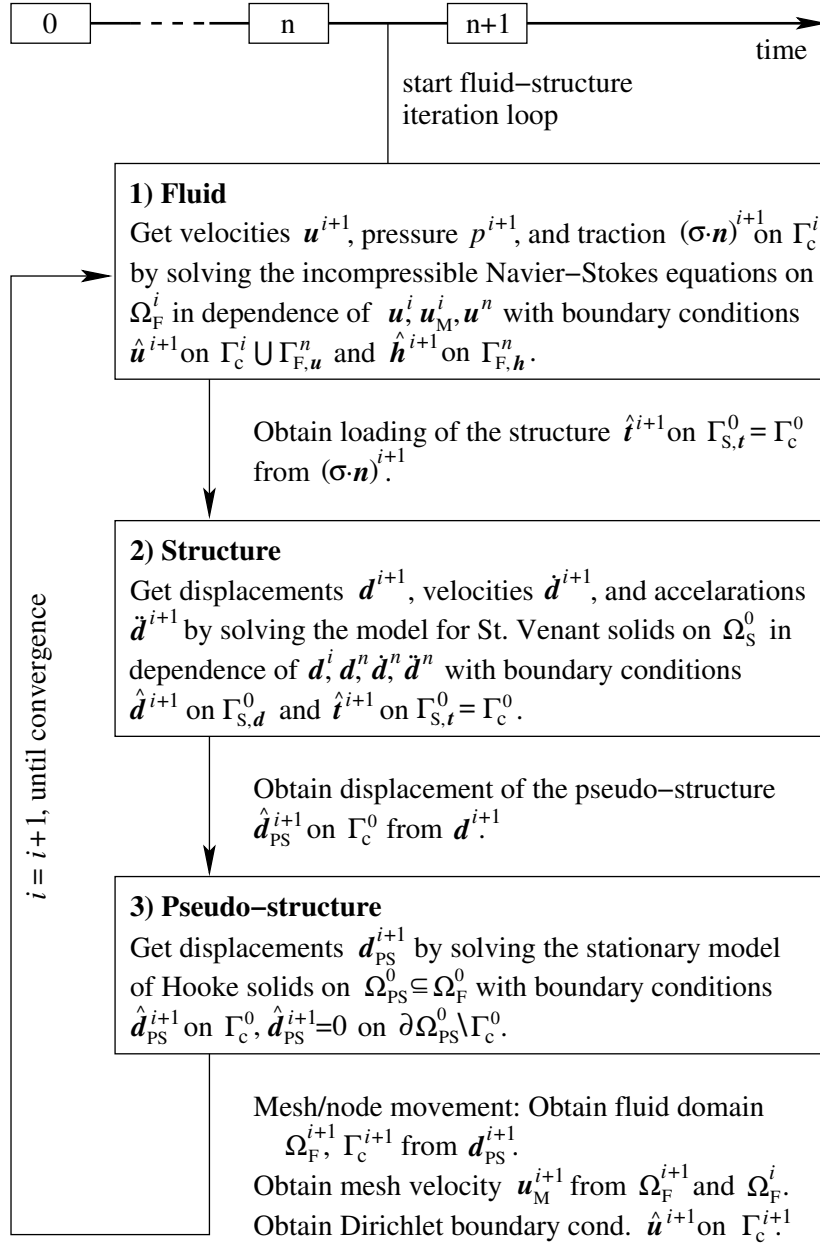 0 n n+1
time
start fluid−structure
iteration loop
1) Fluid
Get velocities u^{i+1}, pressure p^{i+1}, and traction (σ·n)^{i+1} on Γ_c^i
by solving the incompressible Navier−Stokes equations on
Ω_F^i in dependence of u^i, u_M^i, u^n with boundary conditions
û^{i+1} on Γ_c^i ∪ Γ_{F,u}^n and ĥ^{i+1} on Γ_{F,h}^n.
Obtain loading of the structure t̂^{i+1} on Γ_{S,t}^0 = Γ_c^0
from (σ·n)^{i+1}.
2) Structure
Get displacements d^{i+1}, velocities ḋ^{i+1}, and accelarations
d̈^{i+1} by solving the model for St. Venant solids on Ω_S^0 in
dependence of d^i, d^n, ḋ^n, d̈^n with boundary conditions
d̂^{i+1} on Γ_{S,d}^0 and t̂^{i+1} on Γ_{S,t}^0 = Γ_c^0.
Obtain displacement of the pseudo−structure
d̂_{PS}^{i+1} on Γ_c^0 from d^{i+1}.
i = i+1, until convergence
3) Pseudo−structure
Get displacements d_{PS}^{i+1} by solving the stationary model
of Hooke solids on Ω_{PS}^0 ⊆ Ω_F^0 with boundary conditions
d̂_{PS}^{i+1} on Γ_c^0, d̂_{PS}^{i+1}=0 on ∂Ω_{PS}^0\Γ_c^0.
Mesh/node movement: Obtain fluid domain
Ω_F^{i+1}, Γ_c^{i+1} from d_{PS}^{i+1}.
Obtain mesh velocity u_M^{i+1} from Ω_F^{i+1} and Ω_F^i.
Obtain Dirichlet boundary cond. û^{i+1} on Γ_c^{i+1}.